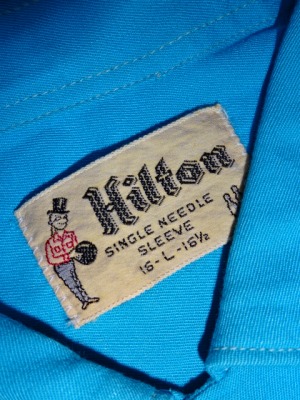 Hilton
SINGLE NEEDLE
SLEEVE
16 - L - 16½